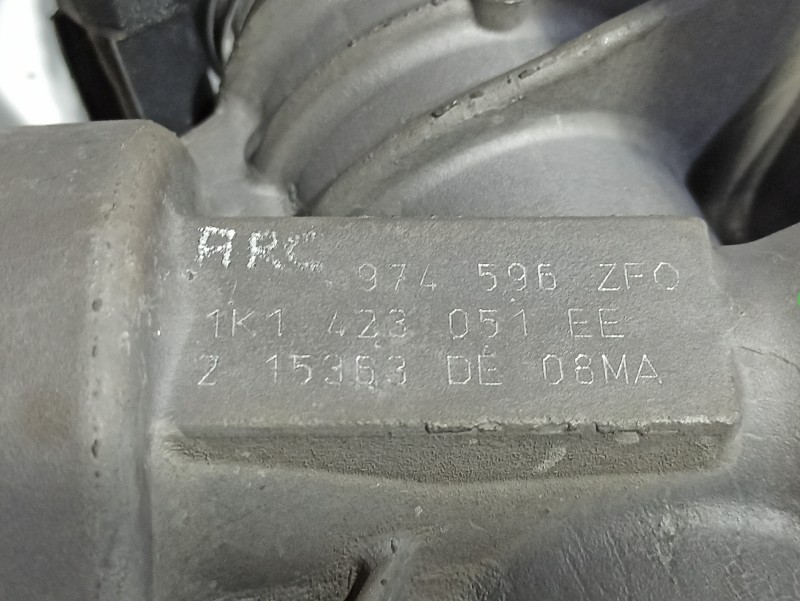 ARC 974 596 ZFO
1K1 423 051 EE
2 15363 DE 08MA